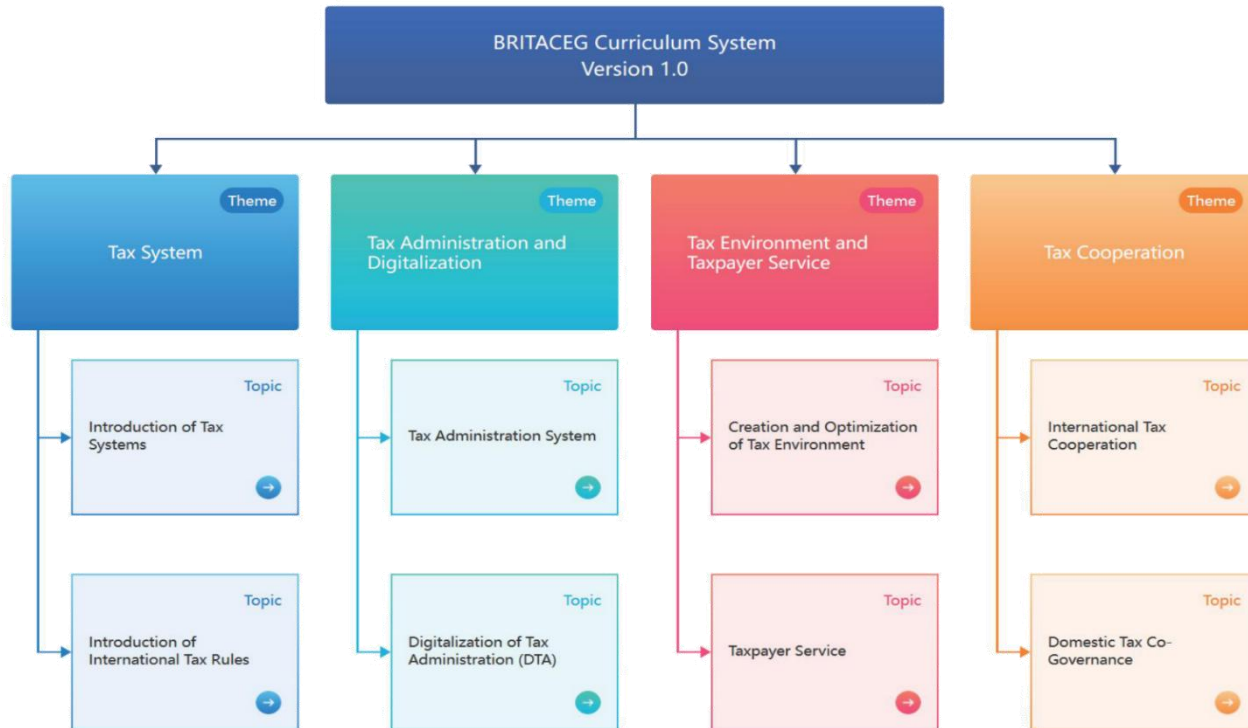 BRITACEG Curriculum System
Version 1.0
Theme
Tax System
Theme
Tax Administration and
Digitalization
Theme
Tax Environment and
Taxpayer Service
Theme
Tax Cooperation
Topic
Introduction of Tax
Systems
Topic
Tax Administration System
Topic
Creation and Optimization
of Tax Environment
Topic
International Tax
Cooperation
Topic
Introduction of
International Tax Rules
Topic
Digitalization of Tax
Administration (DTA)
Topic
Taxpayer Service
Topic
Domestic Tax Co-
Governance